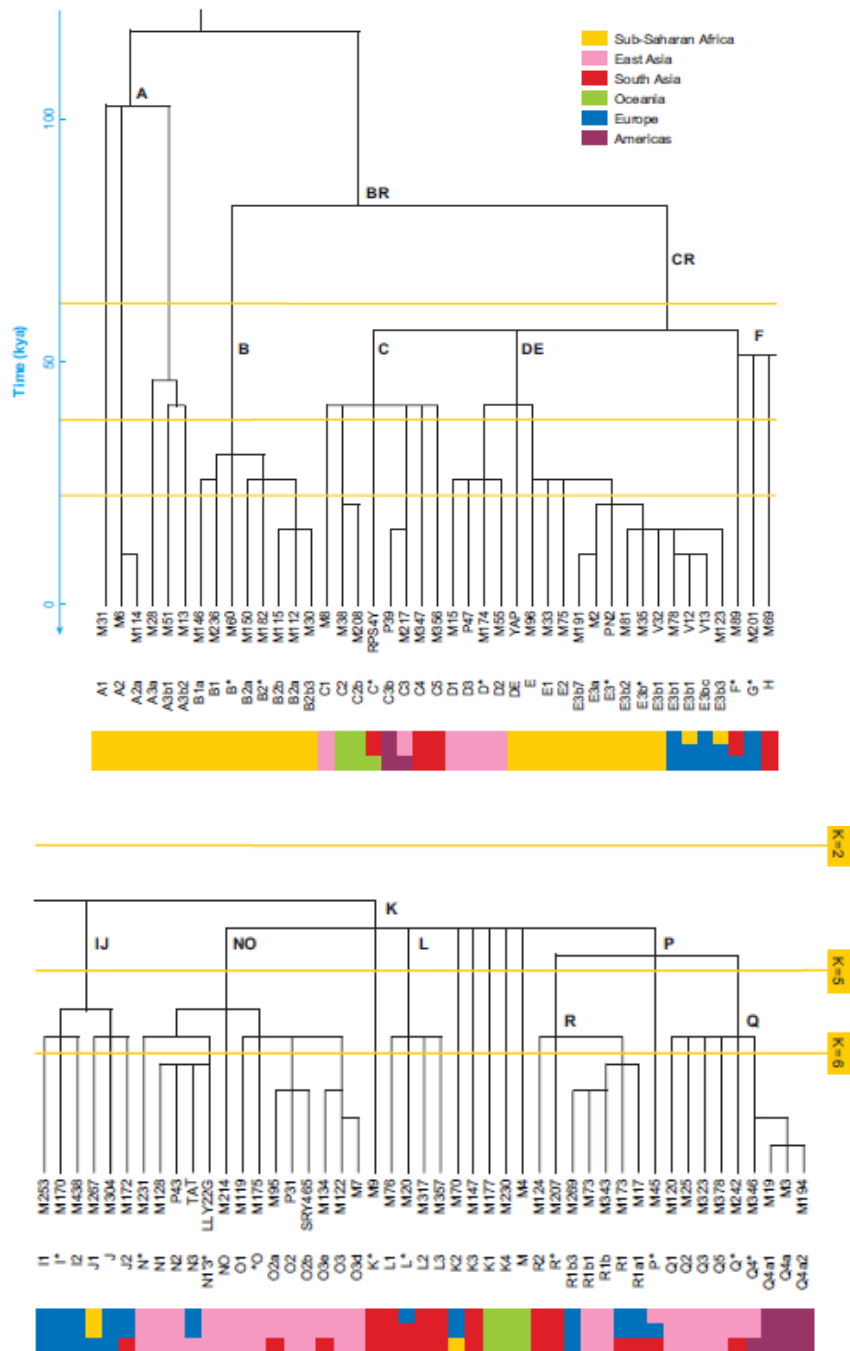 Sub-Saharan Africa
East Asia
South Asia
Oceania
Europe
Americas
A
BR
CR
B
C
DE
F
Time (kya)
100
50
0
M31 M6 M114 M28 M51 M13 M146 M236 M60 M150 M182 M115 M112 M30 M8 M38 M208 RPS4Y P39 M217 M347 M356 M15 P47 M174 M55 YAP M96 M33 M75 M191 M2 PN2 M81 M35 V32 M78 V12 V13 M123 M89 M201 M69
A1 A2 A2a A3a A3b1 A3b2 B1a B1 B* B2a B2* B2b B2a B2b3 C1 C2 C2b C* C3b C3 C4 C5 D1 D3 D* D2 DE E E1 E2 E3b7 E3a E3* E3b2 E3b* E3b1 E3b1 E3b1 E3bc E3b3 F* G* H
K=2
K
IJ
NO
L
P
K=5
R
Q
K=6
M253 M170 M438 M267 M304 M172 M231 M128 P43 TAT LLY22G M214 M119 M175 M95 P31 SRY465 M134 M122 M7 M9 M76 M20 M317 M357 M70 M147 M177 M230 M4 M124 M207 M269 M73 M343 M173 M17 M45 M120 M25 M323 M378 M242 M346 M19 M3 M194
I1 I* I2 J1 J J2 N* N1 N2 N3 N13* NO O1 *O O2a O2 O2b O3e O3 O3d K* L1 L* L2 L3 K2 K3 K1 K4 M R2 R* R1b3 R1b1 R1b R1 R1a1 P* Q1 Q2 Q3 Q5 Q* Q4* Q4a1 Q4a Q4a2